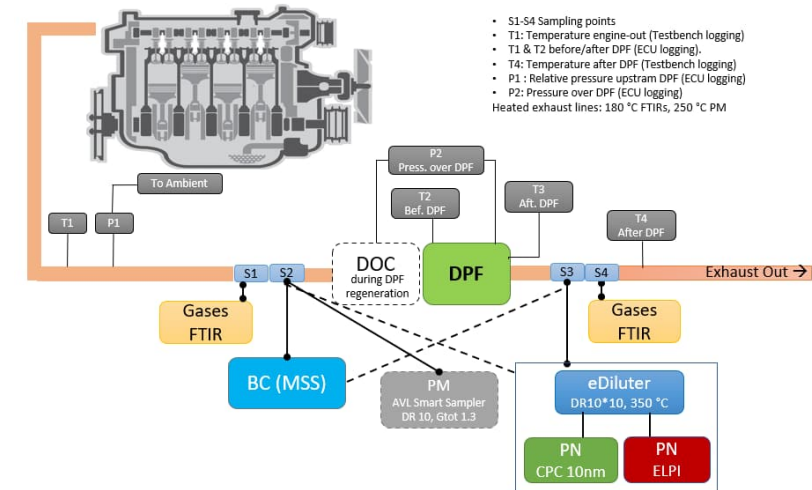 • S1-S4 Sampling points
• T1: Temperature engine-out (Testbench logging)
• T1 & T2 before/after DPF (ECU logging).
• T4: Temperature after DPF (Testbench logging)
• P1 : Relative pressure upstram DPF (ECU logging)
• P2: Pressure over DPF (ECU logging)
Heated exhaust lines: 180 °C FTIRs, 250 °C PM
P2
Press. over DPF
To Ambient
T2
Bef. DPF
T3
Aft. DPF
T1
P1
T4
After DPF
S1
S2
DOC
during DPF
regeneration
DPF
S3
S4
Exhaust Out →
Gases
FTIR
Gases
FTIR
BC (MSS)
PM
AVL Smart Sampler
DR 10, Gtot 1.3
eDiluter
DR10*10, 350 °C
PN
CPC 10nm
PN
ELPI